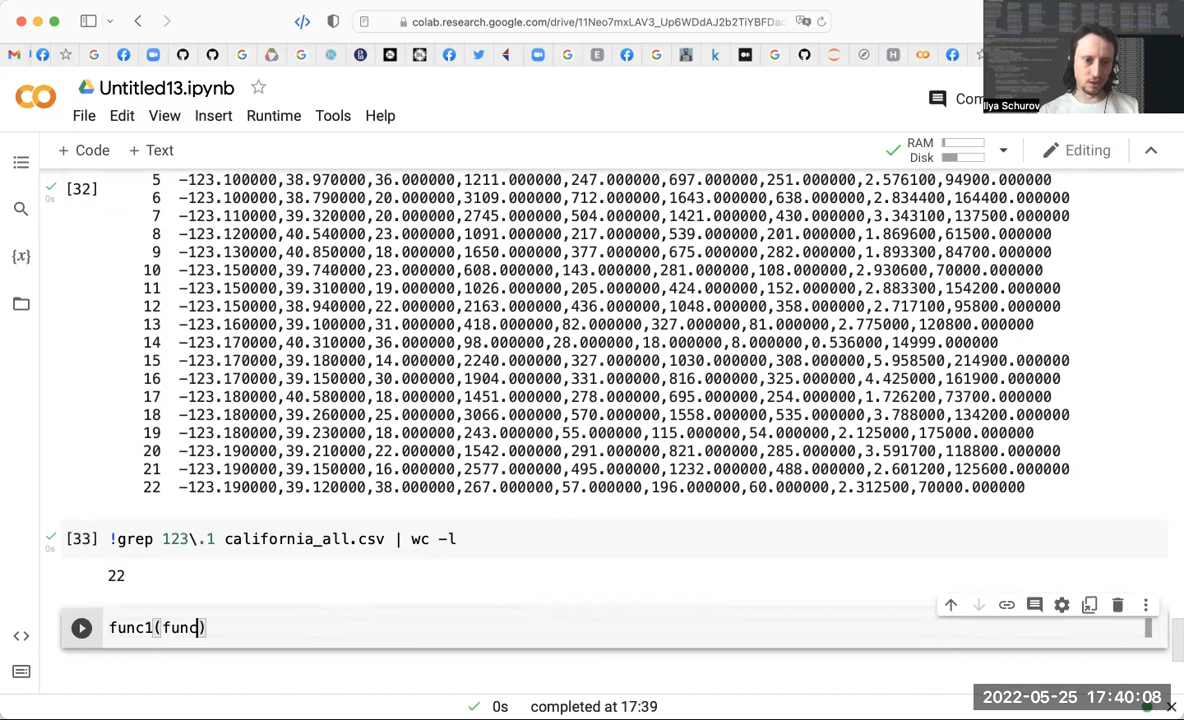 colab.research.google.com/drive/11Neo7mxLAV3_Up6WDdAJ2b2TiYBFDac
Untitled13.ipynb
File Edit View Insert Runtime Tools Help
Ilya Schurov
+ Code + Text
RAM
Disk
Editing
[32]
0s
5 -123.100000,38.970000,36.000000,1211.000000,247.000000,697.000000,251.000000,2.576100,94900.000000
6 -123.100000,38.790000,20.000000,3109.000000,712.000000,1643.000000,638.000000,2.834400,164400.000000
7 -123.110000,39.320000,20.000000,2745.000000,504.000000,1421.000000,430.000000,3.343100,137500.000000
8 -123.120000,40.540000,23.000000,1091.000000,217.000000,539.000000,201.000000,1.869600,61500.000000
9 -123.130000,40.850000,18.000000,1650.000000,377.000000,675.000000,282.000000,1.893300,84700.000000
10 -123.150000,39.740000,23.000000,608.000000,143.000000,281.000000,108.000000,2.930600,70000.000000
11 -123.150000,39.310000,19.000000,1026.000000,205.000000,424.000000,152.000000,2.883300,154200.000000
12 -123.150000,38.940000,22.000000,2163.000000,436.000000,1048.000000,358.000000,2.717100,95800.000000
13 -123.160000,39.100000,31.000000,418.000000,82.000000,327.000000,81.000000,2.775000,120800.000000
14 -123.170000,40.310000,36.000000,98.000000,28.000000,18.000000,8.000000,0.536000,14999.000000
15 -123.170000,39.180000,14.000000,2240.000000,327.000000,1030.000000,308.000000,5.958500,214900.000000
16 -123.170000,39.150000,30.000000,1904.000000,331.000000,816.000000,325.000000,4.425000,161900.000000
17 -123.180000,40.580000,18.000000,1451.000000,278.000000,695.000000,254.000000,1.726200,73700.000000
18 -123.180000,39.260000,25.000000,3066.000000,570.000000,1558.000000,535.000000,3.788000,134200.000000
19 -123.180000,39.230000,18.000000,243.000000,55.000000,115.000000,54.000000,2.125000,175000.000000
20 -123.190000,39.210000,22.000000,1542.000000,291.000000,821.000000,285.000000,3.591700,118800.000000
21 -123.190000,39.150000,16.000000,2577.000000,495.000000,1232.000000,488.000000,2.601200,125600.000000
22 -123.190000,39.120000,38.000000,267.000000,57.000000,196.000000,60.000000,2.312500,70000.000000
[33] !grep 123\.1 california_all.csv | wc -l
0s
22
func1(func)
0s completed at 17:39
2022-05-25 17:40:08